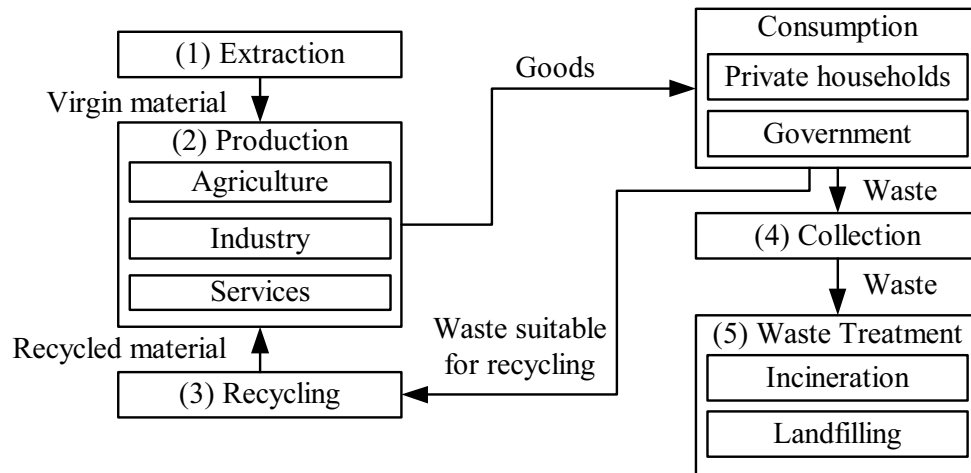 (1) Extraction
Virgin material
(2) Production
Agriculture
Industry
Services
Recycled material
(3) Recycling
Goods
Waste suitable
for recycling
Consumption
Private households
Government
Waste
(4) Collection
Waste
(5) Waste Treatment
Incineration
Landfilling